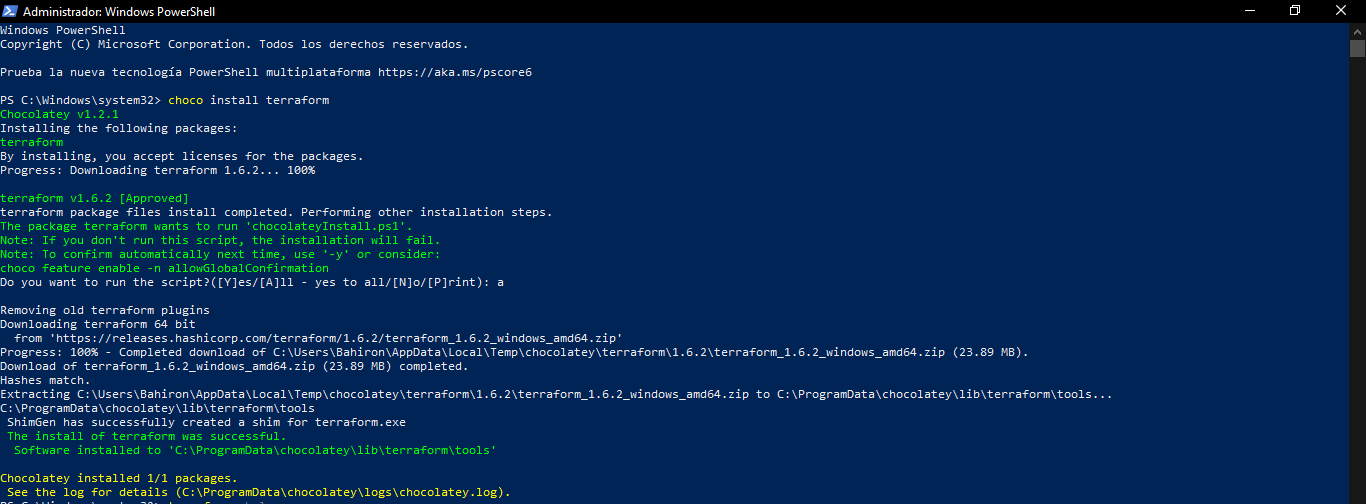 Administrador: Windows PowerShell
Windows PowerShell
Copyright (C) Microsoft Corporation. Todos los derechos reservados.
Prueba la nueva tecnología PowerShell multiplataforma https://aka.ms/pscore6
PS C:\Windows\system32> choco install terraform
Chocolatey v1.2.1
Installing the following packages:
terraform
By installing, you accept licenses for the packages.
Progress: Downloading terraform 1.6.2... 100%
terraform v1.6.2 [Approved]
terraform package files install completed. Performing other installation steps.
The package terraform wants to run 'chocolateyInstall.ps1'.
Note: If you don't run this script, the installation will fail.
Note: To confirm automatically next time, use '-y' or consider:
choco feature enable -n allowGlobalConfirmation
Do you want to run the script?([Y]es/[A]ll - yes to all/[N]o/[P]rint): a
Removing old terraform plugins
Downloading terraform 64 bit
  from 'https://releases.hashicorp.com/terraform/1.6.2/terraform_1.6.2_windows_amd64.zip'
Progress: 100% - Completed download of C:\Users\Bahiron\AppData\Local\Temp\chocolatey\terraform\1.6.2\terraform_1.6.2_windows_amd64.zip (23.89 MB).
Download of terraform_1.6.2_windows_amd64.zip (23.89 MB) completed.
Hashes match.
Extracting C:\Users\Bahiron\AppData\Local\Temp\chocolatey\terraform\1.6.2\terraform_1.6.2_windows_amd64.zip to C:\ProgramData\chocolatey\lib\terraform\tools...
C:\ProgramData\chocolatey\lib\terraform\tools
 ShimGen has successfully created a shim for terraform.exe
 The install of terraform was successful.
  Software installed to 'C:\ProgramData\chocolatey\lib\terraform\tools'
Chocolatey installed 1/1 packages.
 See the log for details (C:\ProgramData\chocolatey\logs\chocolatey.log).